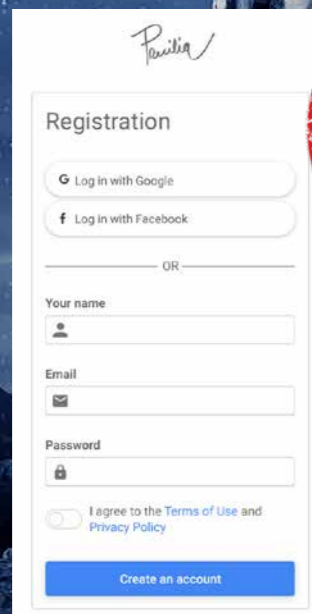 Penilia
Registration
G Log in with Google
f Log in with Facebook
OR
Your name
Email
Password
I agree to the Terms of Use and
Privacy Policy
Create an account